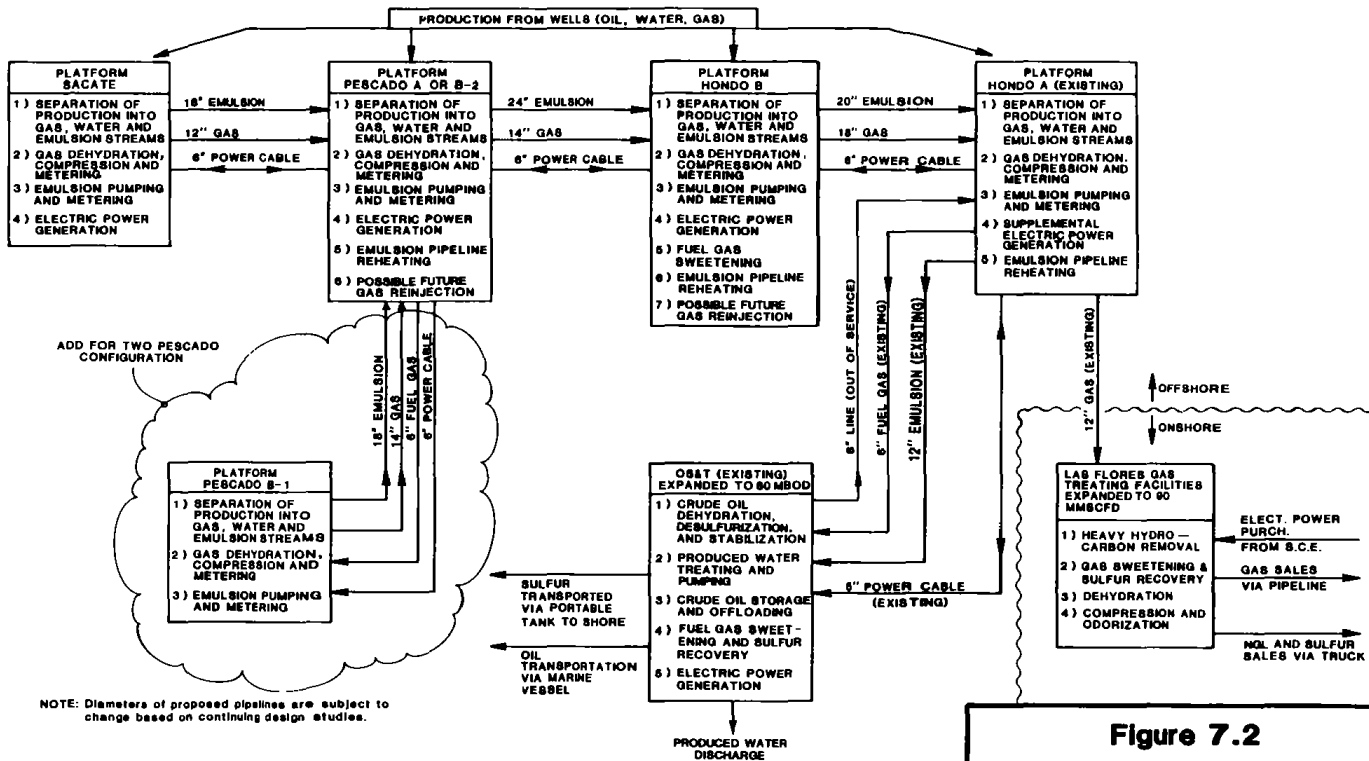 PRODUCTION FROM WELLS (OIL, WATER, GAS)
PLATFORM
SACATE
1) SEPARATION OF
PRODUCTION INTO
GAS, WATER AND
EMULSION STREAMS
2) GAS DEHYDRATION,
COMPRESSION AND
METERING
3) EMULSION PUMPING
AND METERING
4) ELECTRIC POWER
GENERATION
16" EMULSION
12" GAS
6" POWER CABLE
PLATFORM
PESCADO A OR B-2
1) SEPARATION OF
PRODUCTION INTO
GAS, WATER AND
EMULSION STREAMS
2) GAS DEHYDRATION,
COMPRESSION AND
METERING
3) EMULSION PUMPING
AND METERING
4) ELECTRIC POWER
GENERATION
5) EMULSION PIPELINE
REHEATING
6) POSSIBLE FUTURE
GAS REINJECTION
24" EMULSION
14" GAS
6" POWER CABLE
PLATFORM
HONDO B
1) SEPARATION OF
PRODUCTION INTO
GAS, WATER AND
EMULSION STREAMS
2) GAS DEHYDRATION,
COMPRESSION AND
METERING
3) EMULSION PUMPING
AND METERING
4) ELECTRIC POWER
GENERATION
5) FUEL GAS
SWEETENING
6) EMULSION PIPELINE
REHEATING
7) POSSIBLE FUTURE
GAS REINJECTION
20" EMULSION
18" GAS
6" POWER CABLE
PLATFORM
HONDO A (EXISTING)
1) SEPARATION OF
PRODUCTION INTO
GAS, WATER AND
EMULSION STREAMS
2) GAS DEHYDRATION,
COMPRESSION AND
METERING
3) EMULSION PUMPING
AND METERING
4) SUPPLEMENTAL
ELECTRIC POWER
GENERATION
5) EMULSION PIPELINE
REHEATING
ADD FOR TWO PESCADO
CONFIGURATION
18" EMULSION
14" GAS
6" FUEL GAS
6" POWER CABLE
PLATFORM
PESCADO B-1
1) SEPARATION OF
PRODUCTION INTO
GAS, WATER AND
EMULSION STREAMS
2) GAS DEHYDRATION,
COMPRESSION AND
METERING
3) EMULSION PUMPING
AND METERING
NOTE: Diameters of proposed pipelines are subject to
change based on continuing design studies.
6" LINE (OUT OF SERVICE)
6" FUEL GAS (EXISTING)
12" EMULSION (EXISTING)
12" GAS (EXISTING)
OFFSHORE
ONSHORE
OS&T (EXISTING)
EXPANDED TO 80 MBOD
1) CRUDE OIL
DEHYDRATION,
DESULFURIZATION,
AND STABILIZATION
2) PRODUCED WATER
TREATING AND
PUMPING
3) CRUDE OIL STORAGE
AND OFFLOADING
4) FUEL GAS SWEET-
ENING AND SULFUR
RECOVERY
5) ELECTRIC POWER
GENERATION
SULFUR
TRANSPORTED
VIA PORTABLE
TANK TO SHORE
OIL
TRANSPORTATION
VIA MARINE
VESSEL
PRODUCED WATER
DISCHARGE
5" POWER CABLE
(EXISTING)
LAS FLORES GAS
TREATING FACILITIES
EXPANDED TO 90
MMSCFD
1) HEAVY HYDRO-
CARBON REMOVAL
2) GAS SWEETENING &
SULFUR RECOVERY
3) DEHYDRATION
4) COMPRESSION AND
ODORIZATION
ELECT. POWER
PURCH.
FROM S.C.E.
GAS SALES
VIA PIPELINE
NGL AND SULFUR
SALES VIA TRUCK
Figure 7.2